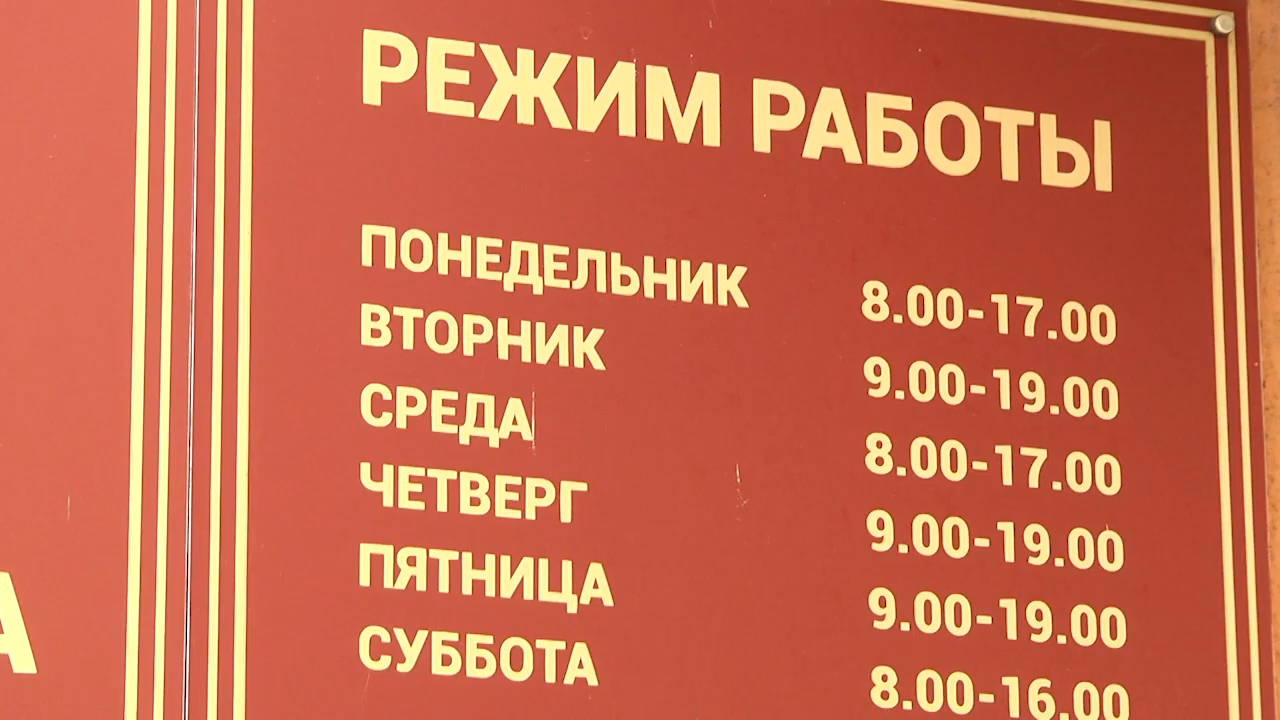 РЕЖИМ РАБОТЫ
ПОНЕДЕЛЬНИК 8.00-17.00
ВТОРНИК 9.00-19.00
СРЕДА 8.00-17.00
ЧЕТВЕРГ 9.00-19.00
ПЯТНИЦА 9.00-19.00
СУББОТА 8.00-16.00
А